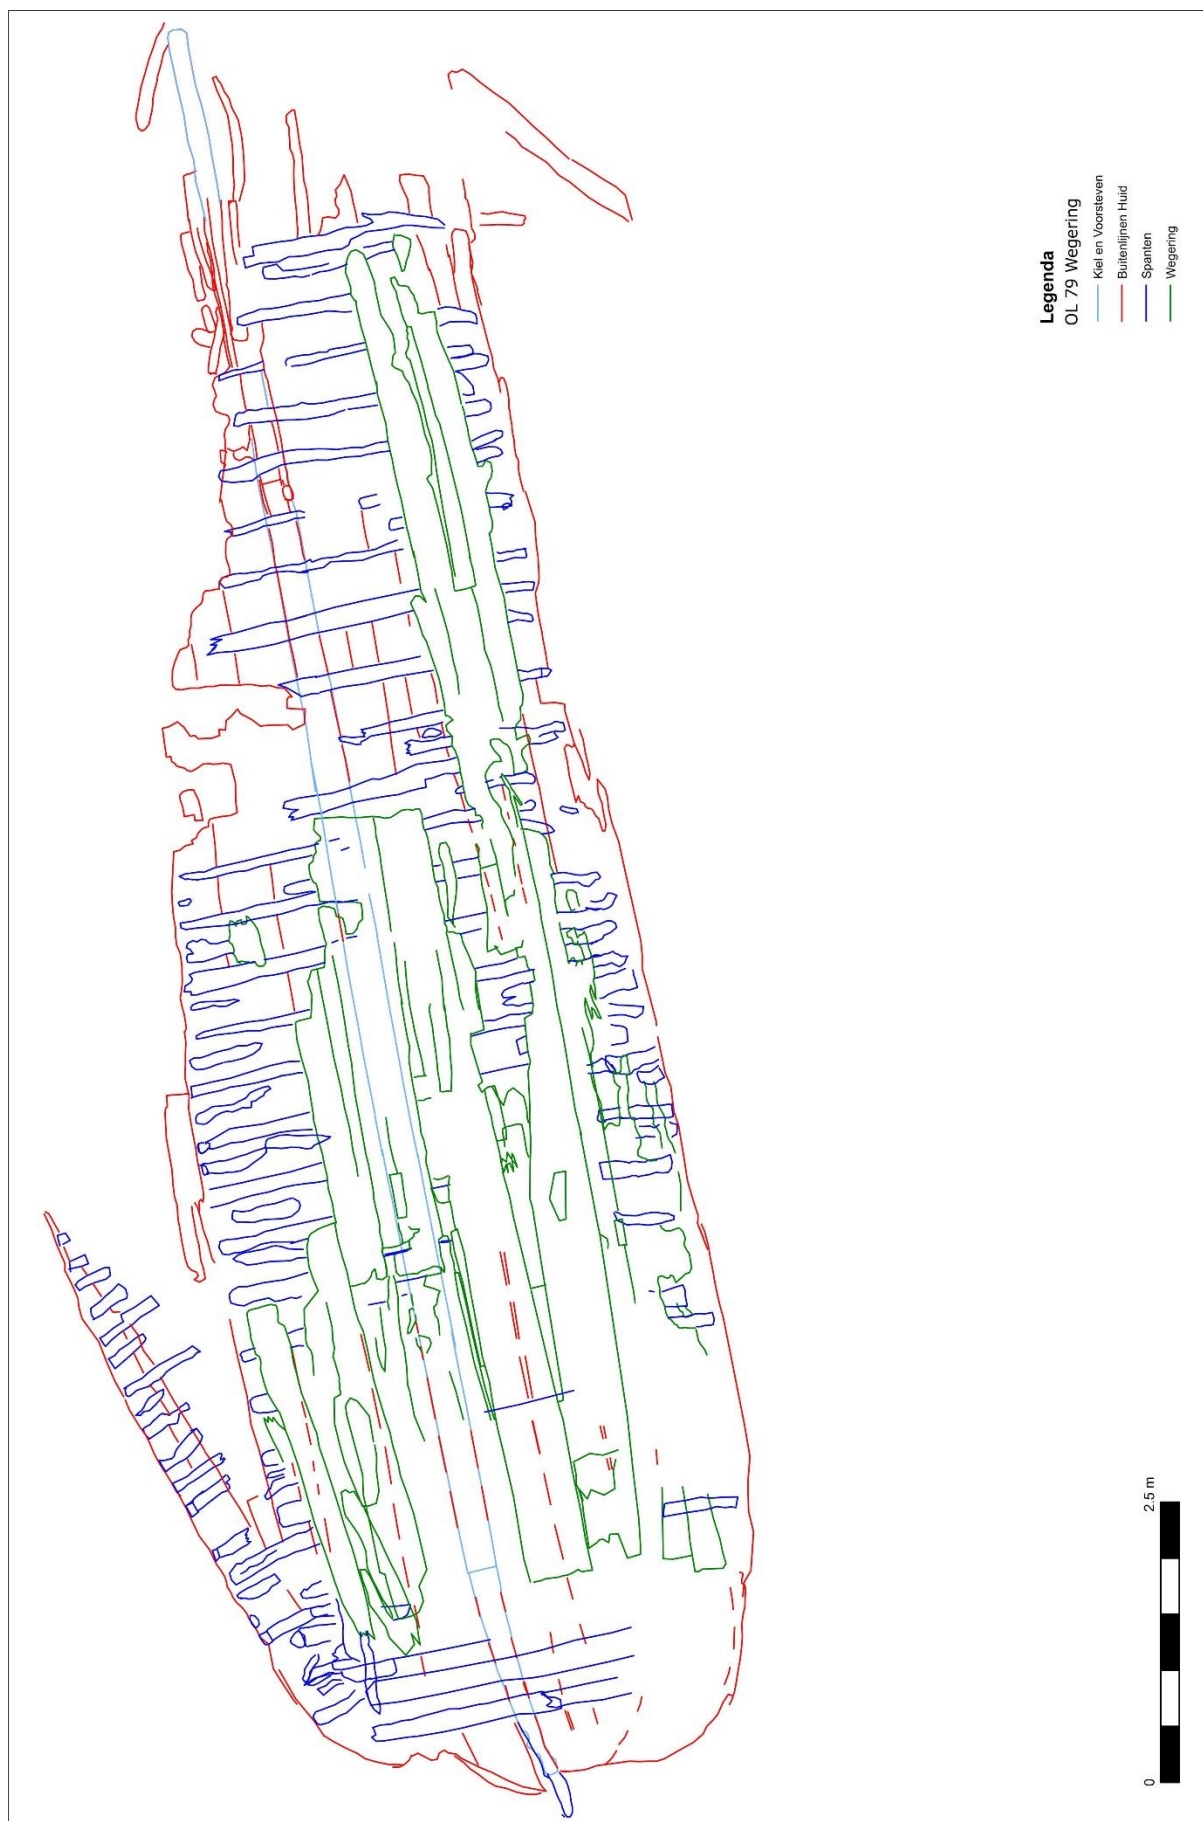 Legenda
OL 79 Wegering
Kiel en Voorsteven
Buitenlijnen Huid
Spanten
Wegering
0
2.5 m